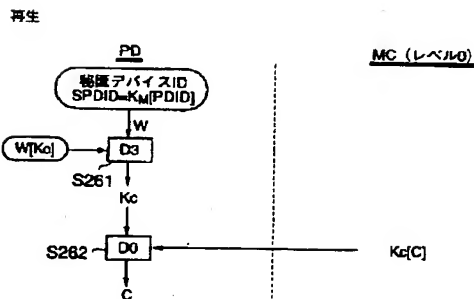 再生
PD
MC (レベル0)
秘匿デバイスID
SPDID=KM[PDID]
W
W[Kc]
D3
S261
Kc
S262
D0
Kc[C]
C